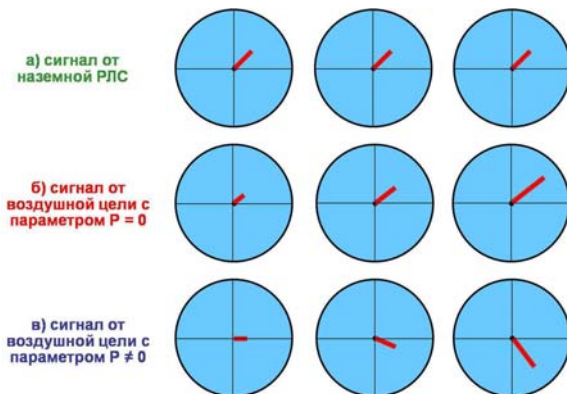 а) сигнал от
наземной РЛС
б) сигнал от
воздушной цели с
параметром Р = 0
в) сигнал от
воздушной цели с
параметром Р ≠ 0